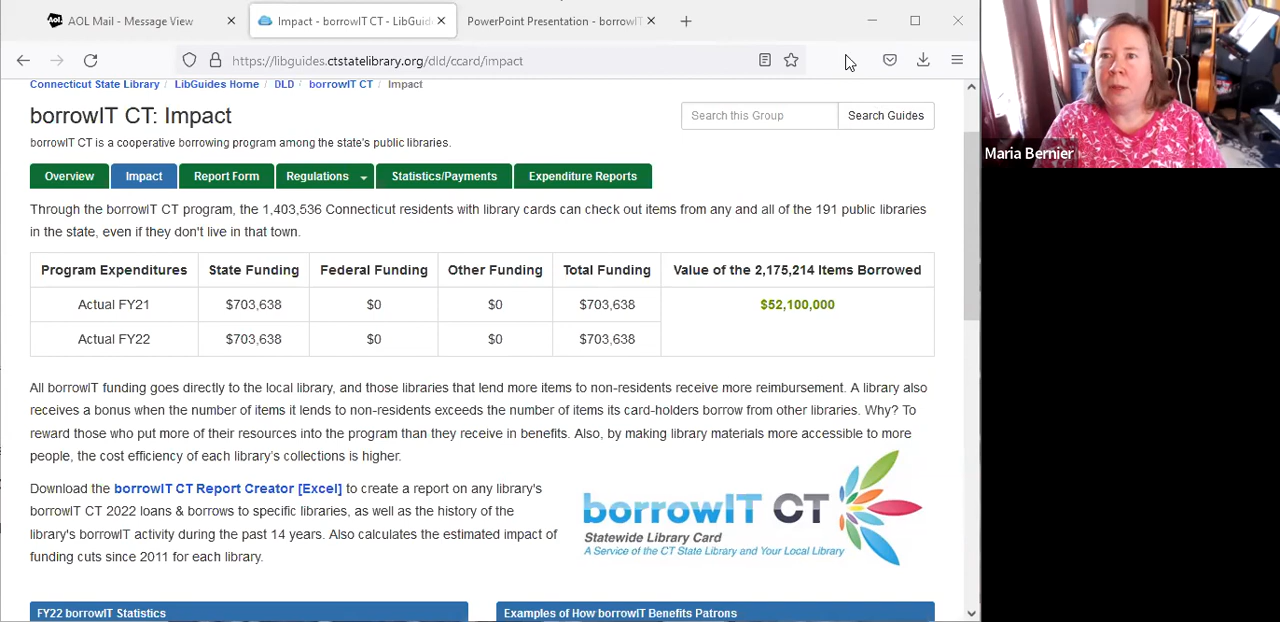 AOL Mail - Message View
Impact - borrowIT CT - LibGuid
PowerPoint Presentation - borrowIT
https://libguides.ctstatelibrary.org/dld/ccard/impact
Connecticut State Library / LibGuides Home / DLD / borrowIT CT / Impact
borrowIT CT: Impact
Search this Group
Search Guides
borrowIT CT is a cooperative borrowing program among the state's public libraries.
Overview Impact Report Form Regulations Statistics/Payments Expenditure Reports
Through the borrowIT CT program, the 1,403,536 Connecticut residents with library cards can check out items from any and all of the 191 public libraries
in the state, even if they don't live in that town.
Program Expenditures State Funding Federal Funding Other Funding Total Funding Value of the 2,175,214 Items Borrowed
Actual FY21 $703,638 $0 $0 $703,638 $52,100,000
Actual FY22 $703,638 $0 $0 $703,638
All borrowIT funding goes directly to the local library, and those libraries that lend more items to non-residents receive more reimbursement. A library also
receives a bonus when the number of items it lends to non-residents exceeds the number of items its card-holders borrow from other libraries. Why? To
reward those who put more of their resources into the program than they receive in benefits. Also, by making library materials more accessible to more
people, the cost efficiency of each library's collections is higher.
Download the borrowIT CT Report Creator [Excel] to create a report on any library's
borrowIT CT 2022 loans & borrows to specific libraries, as well as the history of the
library's borrowIT activity during the past 14 years. Also calculates the estimated impact of
funding cuts since 2011 for each library.
borrowIT CT
Statewide Library Card
A Service of the CT State Library and Your Local Library
FY22 borrowIT Statistics
Examples of How borrowIT Benefits Patrons
Maria Bernier